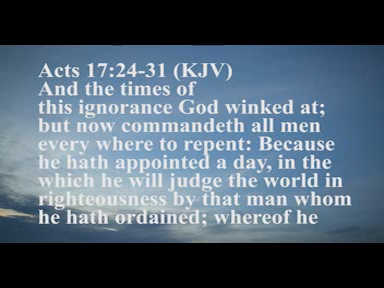 Acts 17:24-31 (KJV)
And the times of
this ignorance God winked at;
but now commandeth all men
every where to repent: Because
he hath appointed a day, in the
which he will judge the world in
righteousness by that man whom
he hath ordained; whereof he